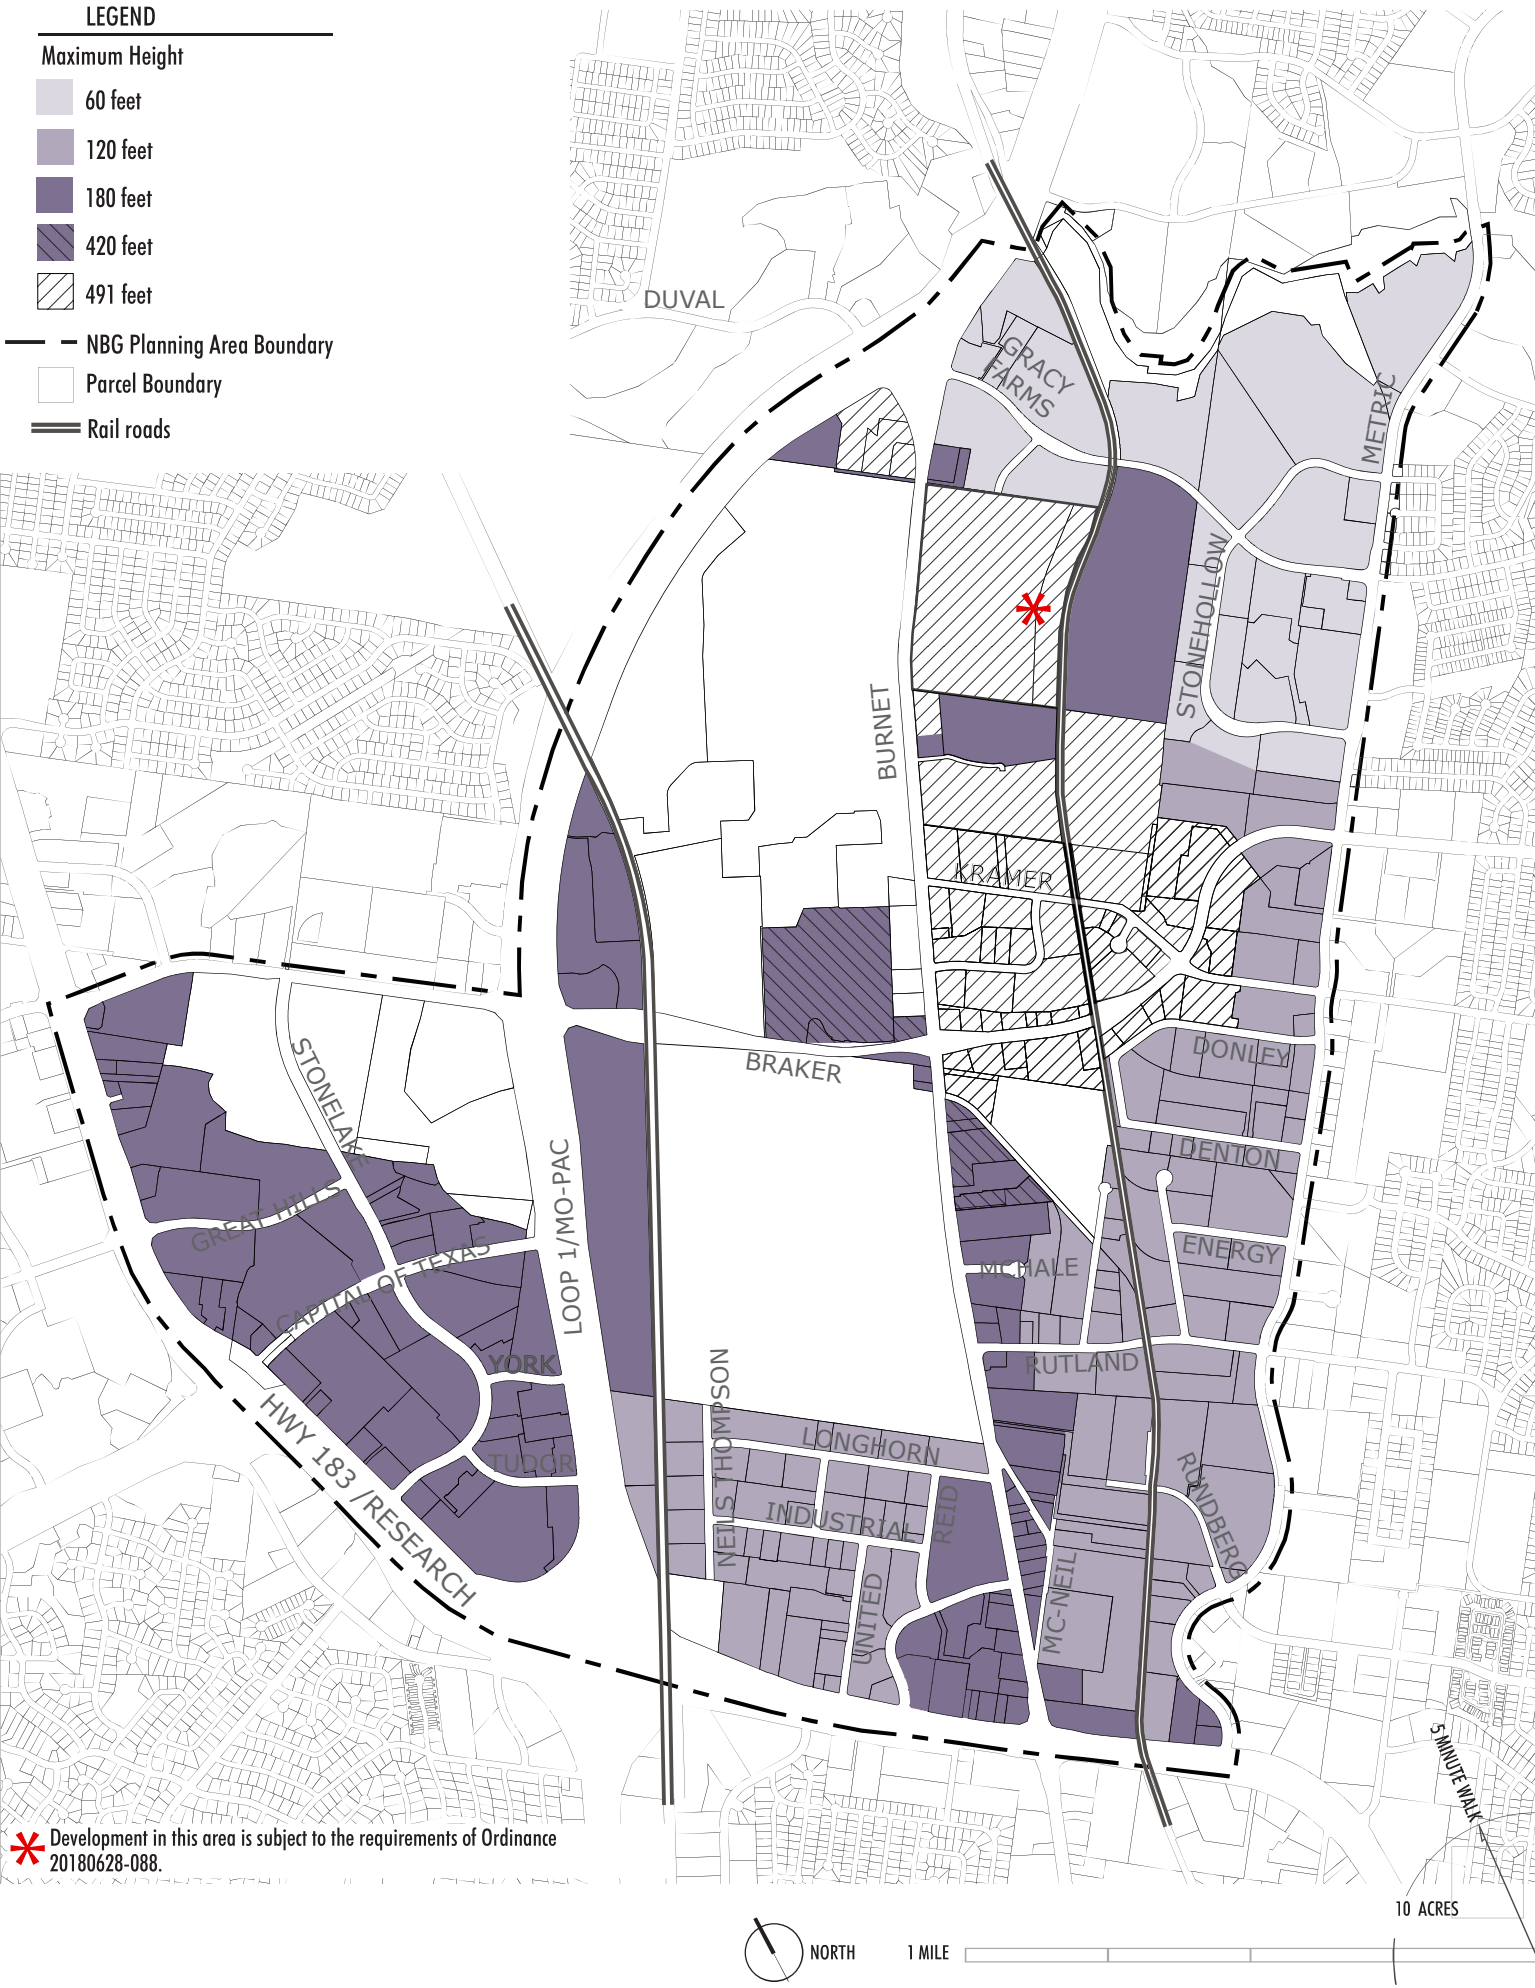 LEGEND
Maximum Height
60 feet
120 feet
180 feet
420 feet
491 feet
NBG Planning Area Boundary
Parcel Boundary
Rail roads
DUVAL
GRACY
FARMS
METRIC
STONEHOLLOW
BURNET
KRAMER
STONELAKE
BRAKER
DONLEY
DENTON
GREAT HILLS
LOOP 1/MO-PAC
CAPITAL OF TEXAS
ENERGY
MCHALE
YORK
RUTLAND
HWY 183 /RESEARCH
TUDOR
NEILS THOMPSON
LONGHORN
INDUSTRIAL
REID
RUNDBERG
UNITED
MC-NEIL
5 MINUTE WALK
Development in this area is subject to the requirements of Ordinance
20180628-088.
10 ACRES
NORTH
1 MILE